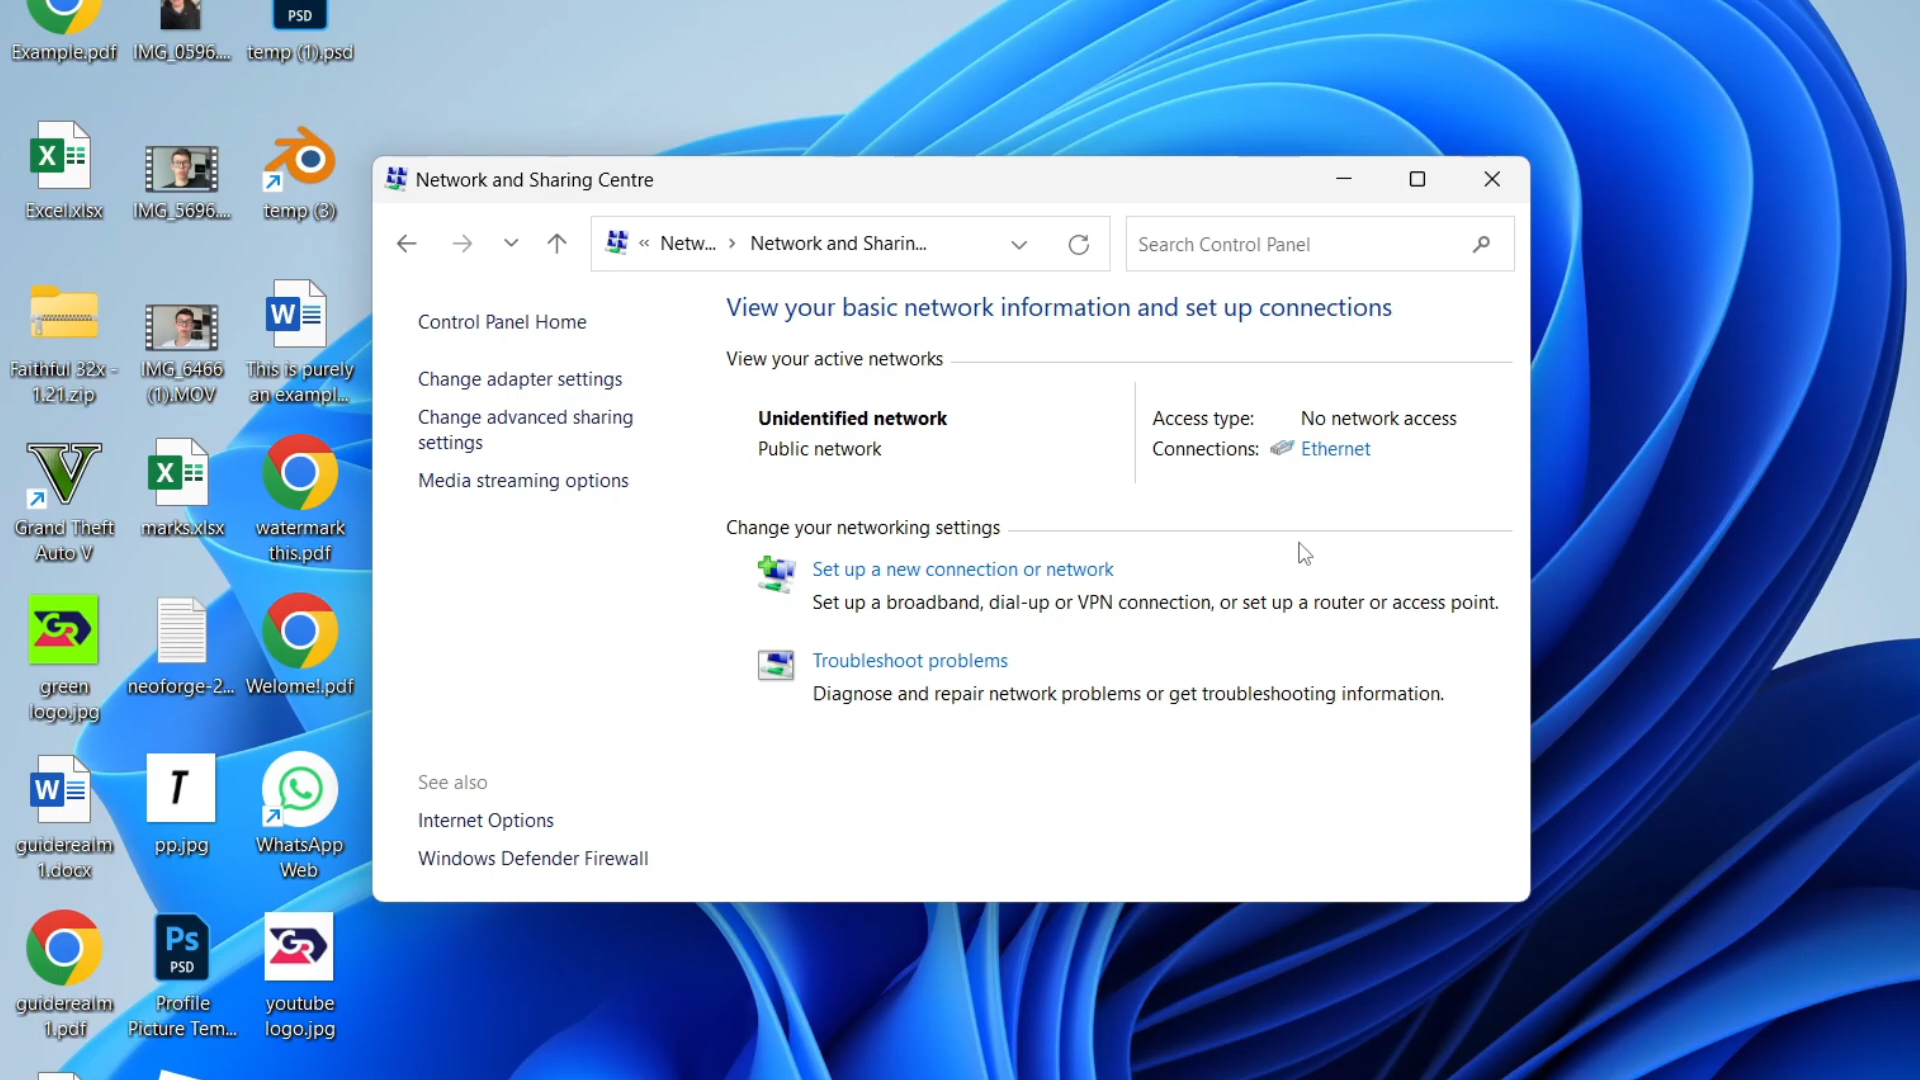 PSD
Example.pdf
IMG_0596....
temp (1).psd
Excel.xlsx
IMG_5696....
temp (3)
Faithful 32x -
1.21.zip
IMG_6466
(1).MOV
This is purely
an exampl...
Grand Theft
Auto V
marks.xlsx
watermark
this.pdf
green
logo.jpg
neoforge-2...
Welome!.pdf
guiderealm
1.docx
pp.jpg
WhatsApp
Web
Ps
PSD
guiderealm
1.pdf
Profile
Picture Tem...
youtube
logo.jpg
X
W
V
X
GR
W
T
GR
Network and Sharing Centre
« Netw... > Network and Sharin...
Search Control Panel
Control Panel Home
Change adapter settings
Change advanced sharing
settings
Media streaming options
See also
Internet Options
Windows Defender Firewall
View your basic network information and set up connections
View your active networks
Unidentified network
Public network
Access type: No network access
Connections: Ethernet
Change your networking settings
Set up a new connection or network
Set up a broadband, dial-up or VPN connection, or set up a router or access point.
Troubleshoot problems
Diagnose and repair network problems or get troubleshooting information.